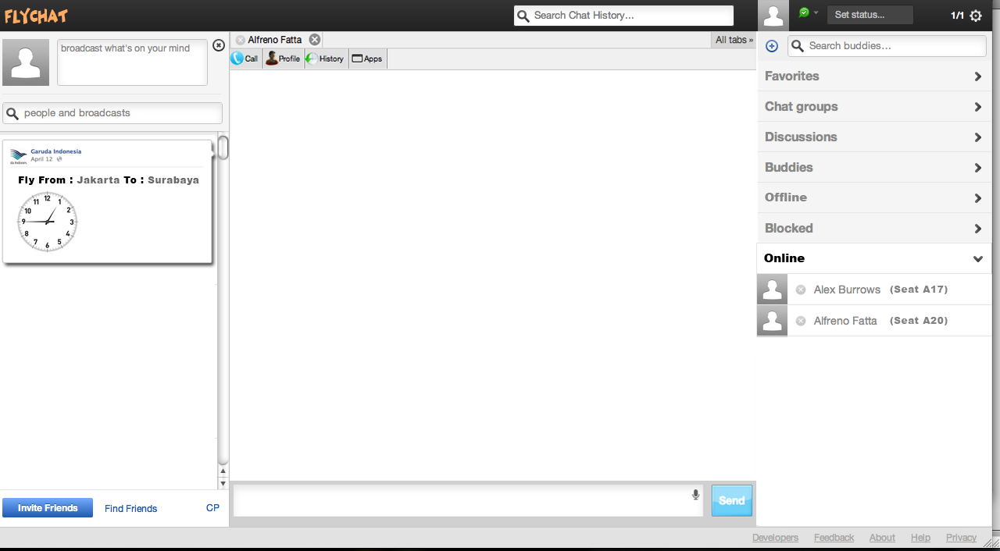 FLYCHAT
Search Chat History...
Set status...
1/1
broadcast what's on your mind
people and broadcasts
Garuda Indonesia
April 12
Fly From : Jakarta To : Surabaya
12
1
2
3
4
5
6
7
8
9
10
11
Invite Friends
Find Friends
CP
Alfreno Fatta
All tabs »
Call
Profile
History
Apps
Send
Search buddies...
Favorites
Chat groups
Discussions
Buddies
Offline
Blocked
Online
Alex Burrows (Seat A17)
Alfreno Fatta (Seat A20)
Developers Feedback About Help Privacy